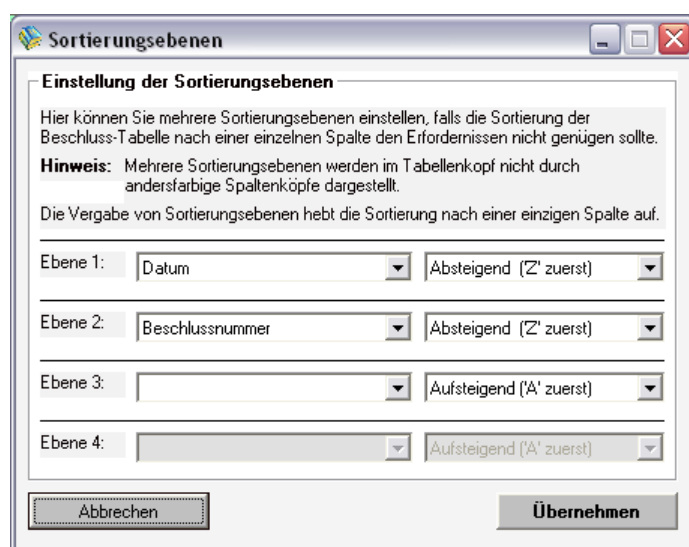 Sortierungsebenen
Einstellung der Sortierungsebenen
Hier können Sie mehrere Sortierungsebenen einstellen, falls die Sortierung der
Beschluss-Tabelle nach einer einzelnen Spalte den Erfordernissen nicht genügen sollte.
Hinweis: Mehrere Sortierungsebenen werden im Tabellenkopf nicht durch
andersfarbige Spaltenköpfe dargestellt.
Die Vergabe von Sortierungsebenen hebt die Sortierung nach einer einzigen Spalte auf.
Ebene 1: Datum Absteigend ('Z' zuerst)
Ebene 2: Beschlussnummer Absteigend ('Z' zuerst)
Ebene 3: Aufsteigend ('A' zuerst)
Ebene 4: Aufsteigend ('A' zuerst)
Abbrechen Übernehmen